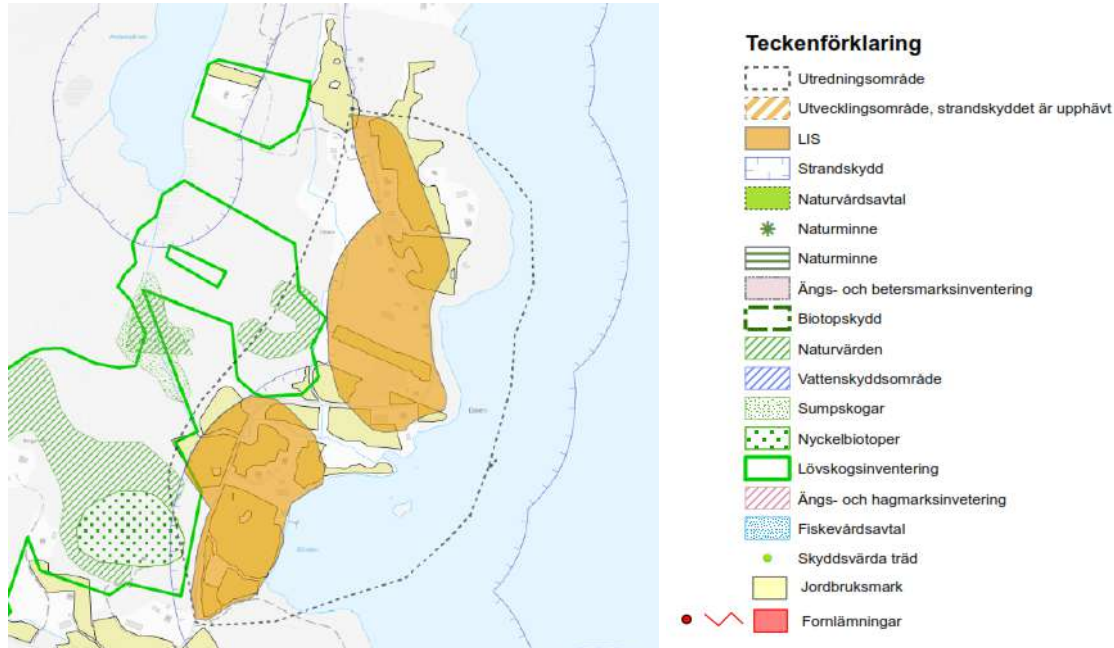 Teckenförklaring
Utredningsområde
Utvecklingsområde, strandskyddet är upphävt
LIS
Strandskydd
Naturvårdsavtal
Naturminne
Naturminne
Ängs- och betersmarksinventering
Biotopskydd
Naturvärden
Vattenskyddsområde
Sumpskogar
Nyckelbiotoper
Lövskogsinventering
Ängs- och hagmarksinvetering
Fiskevårdsavtal
Skyddsvärda träd
Jordbruksmark
Fornlämningar